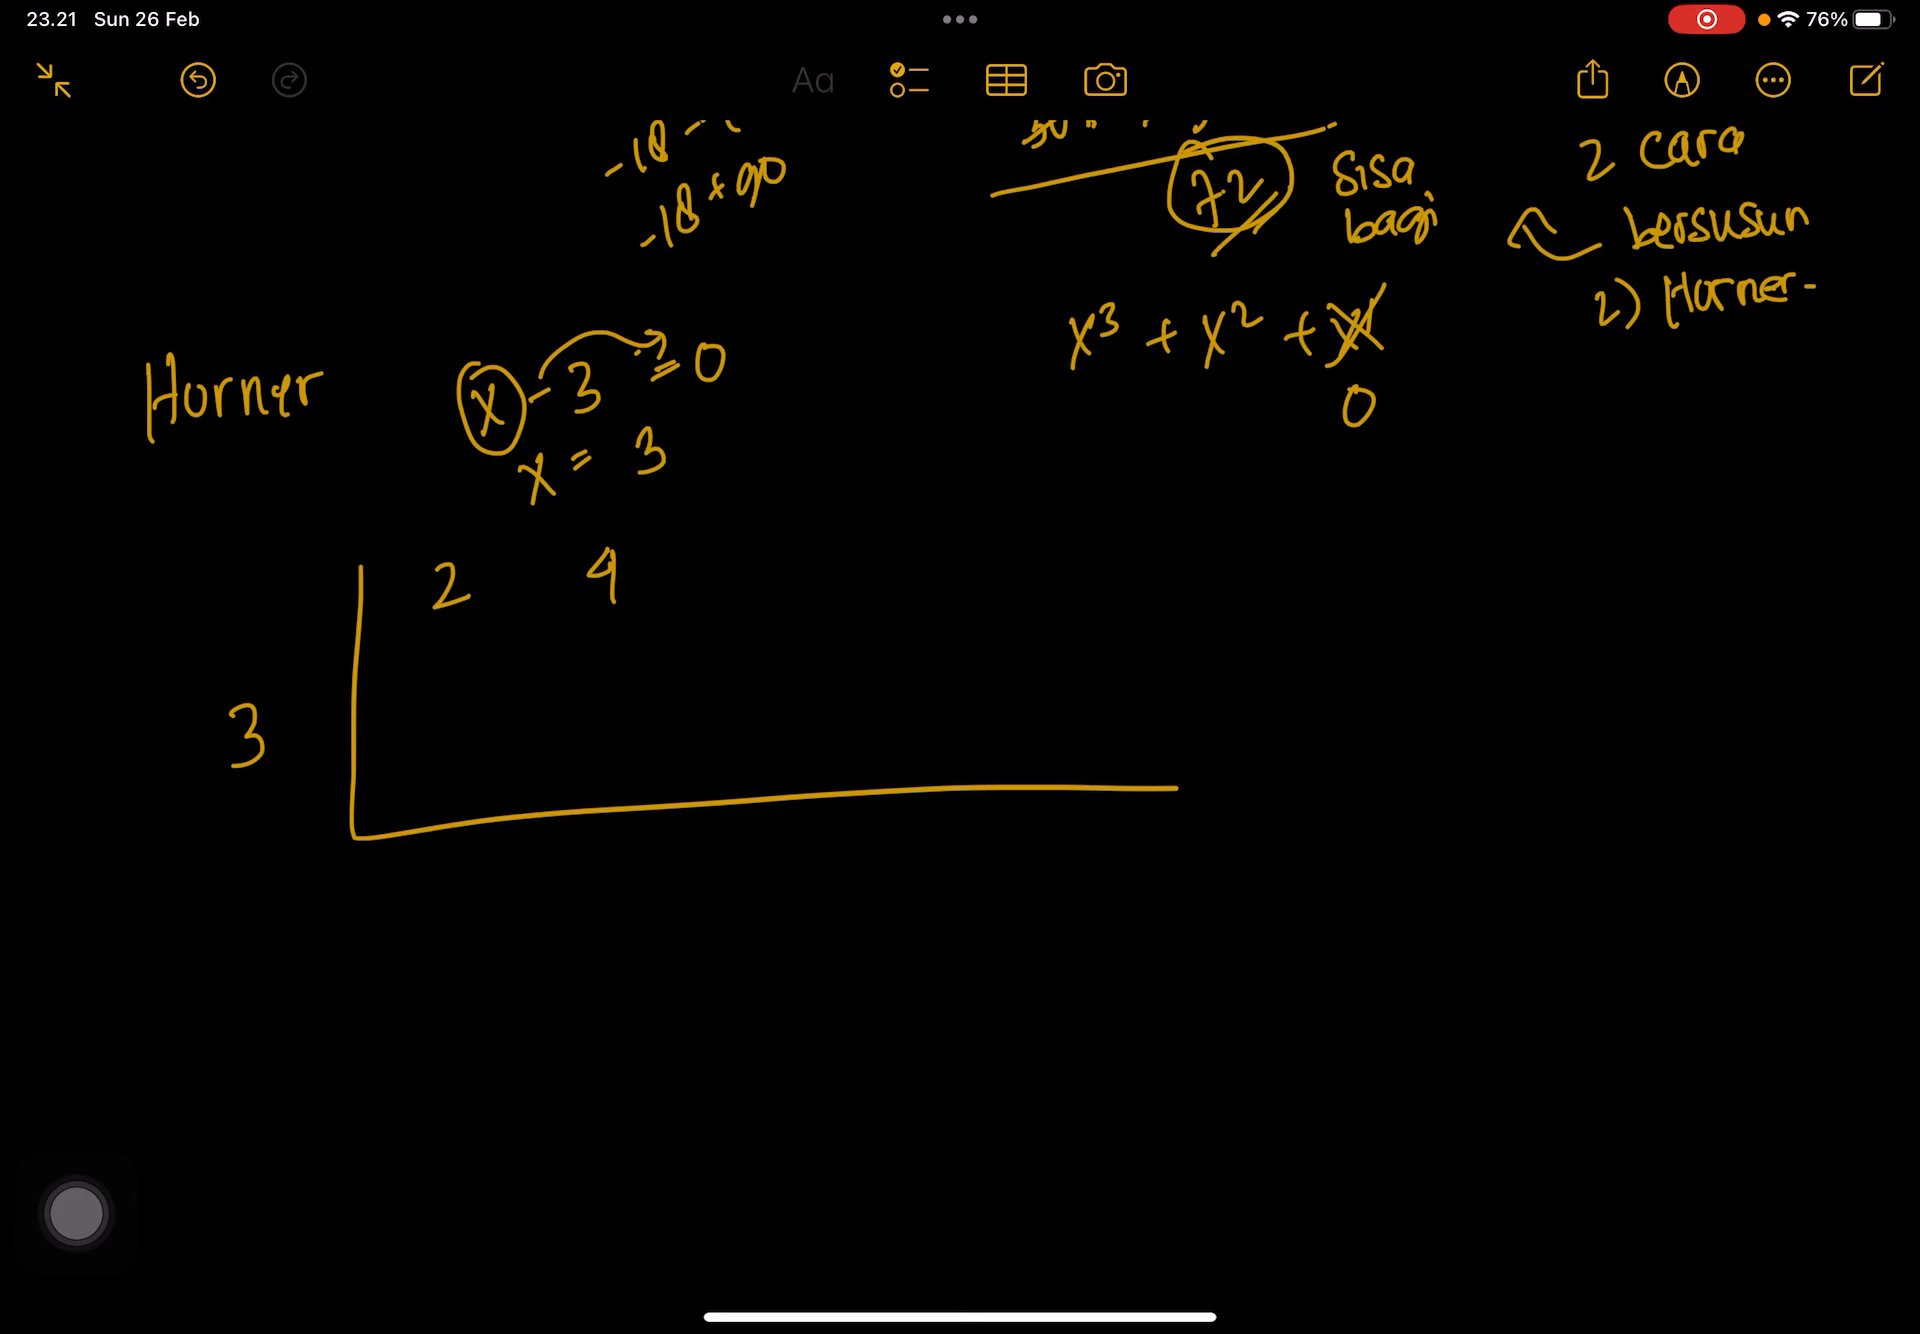 23.21 Sun 26 Feb
76%
Aa
-18 -
-18 + 90
72
sisa
bagi
2 cara
bersusun
2) Horner-
x³ + x² + x
0
Horner
x - 3 = 0
x = 3
2 4
3